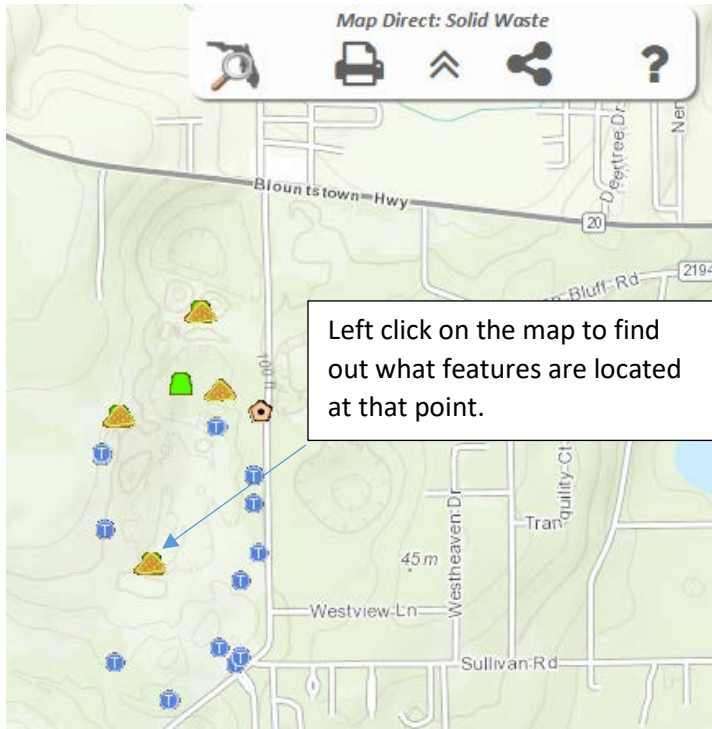 Map Direct: Solid Waste
?
Deertree Dr
Blountstown Hwy
20
2194
Bluff Rd
Left click on the map to find
out what features are located
at that point.
100 ft
T
T
T
T
T
Tranquility Ct
Westheaven Dr
Tran
45 m
T
T
Westview Ln
T
T
T
T
Sullivan Rd
T